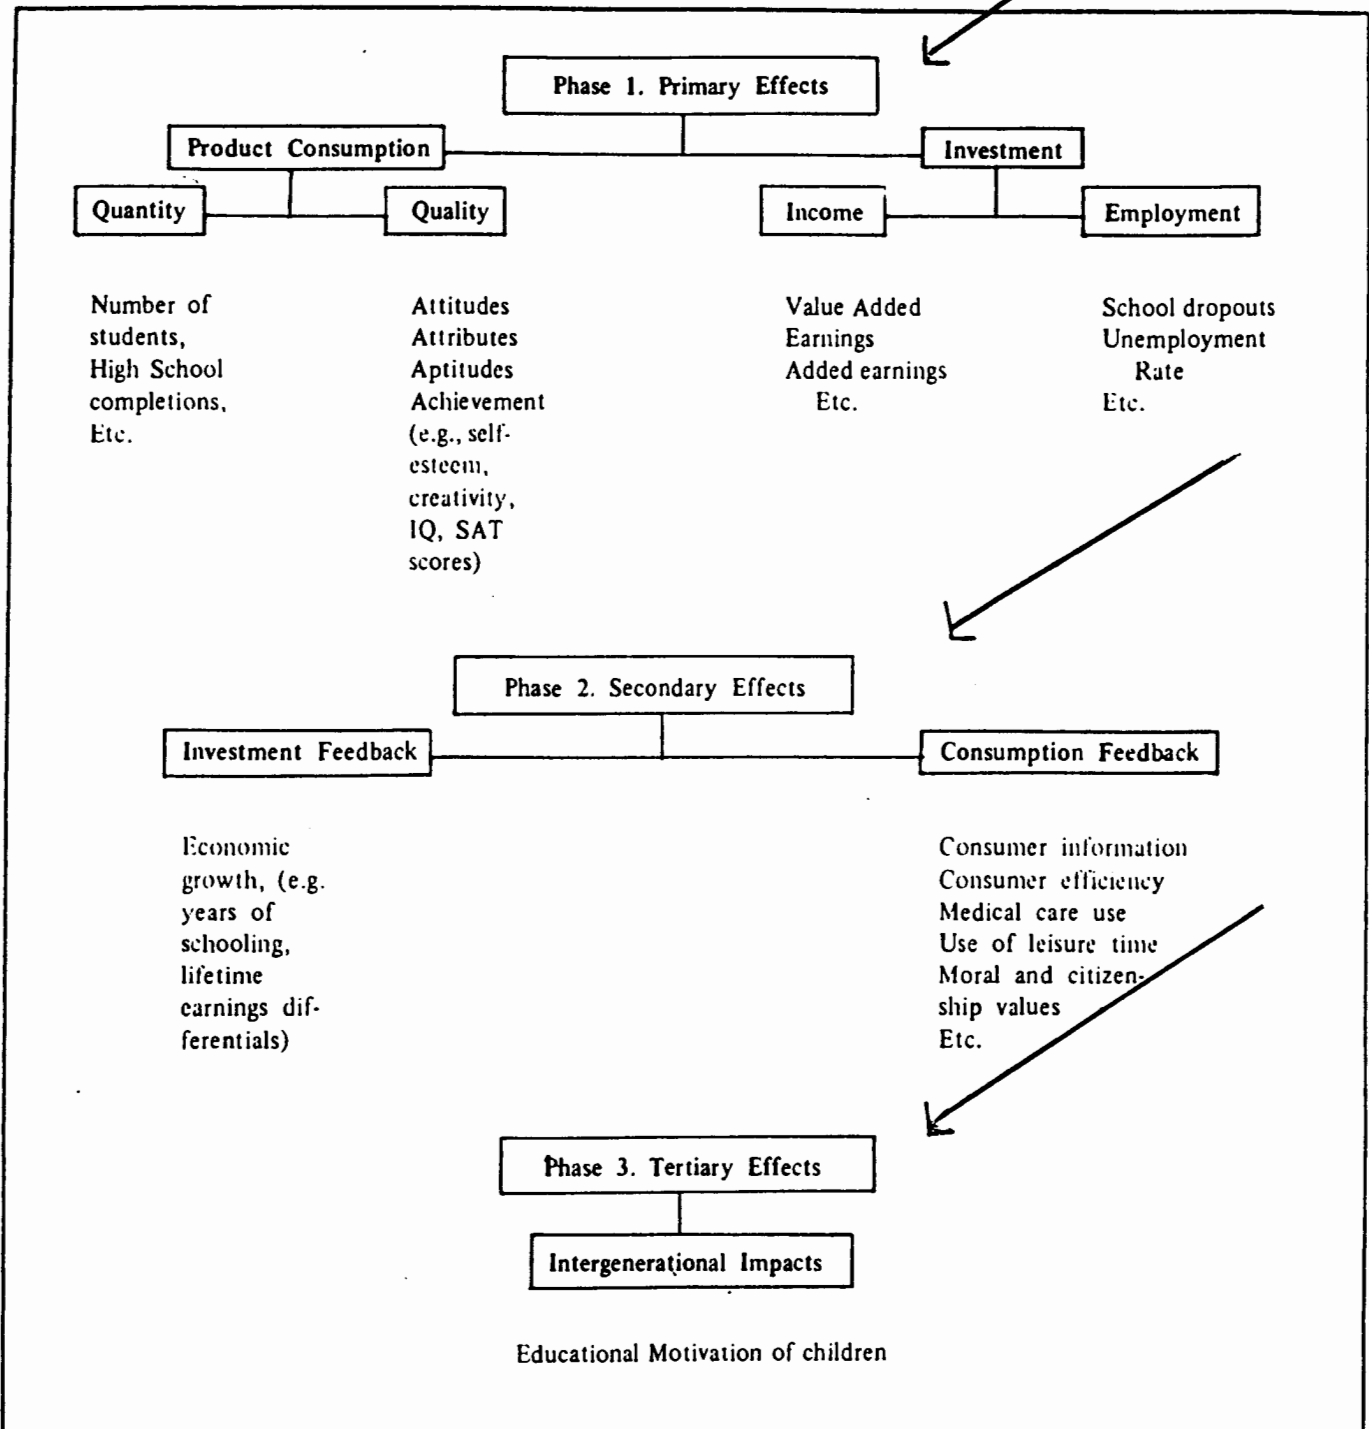 Phase 1. Primary Effects
Product Consumption
Investment
Quantity
Quality
Income
Employment
Number of
students,
High School
completions,
Etc.
Attitudes
Attributes
Aptitudes
Achievement
(e.g., self-
esteem,
creativity,
IQ, SAT
scores)
Value Added
Earnings
Added earnings
Etc.
School dropouts
Unemployment
Rate
Etc.
Phase 2. Secondary Effects
Investment Feedback
Consumption Feedback
Economic
growth, (e.g.
years of
schooling,
lifetime
earnings dif-
ferentials)
Consumer information
Consumer efficiency
Medical care use
Use of leisure time
Moral and citizen-
ship values
Etc.
Phase 3. Tertiary Effects
Intergenerational Impacts
Educational Motivation of children